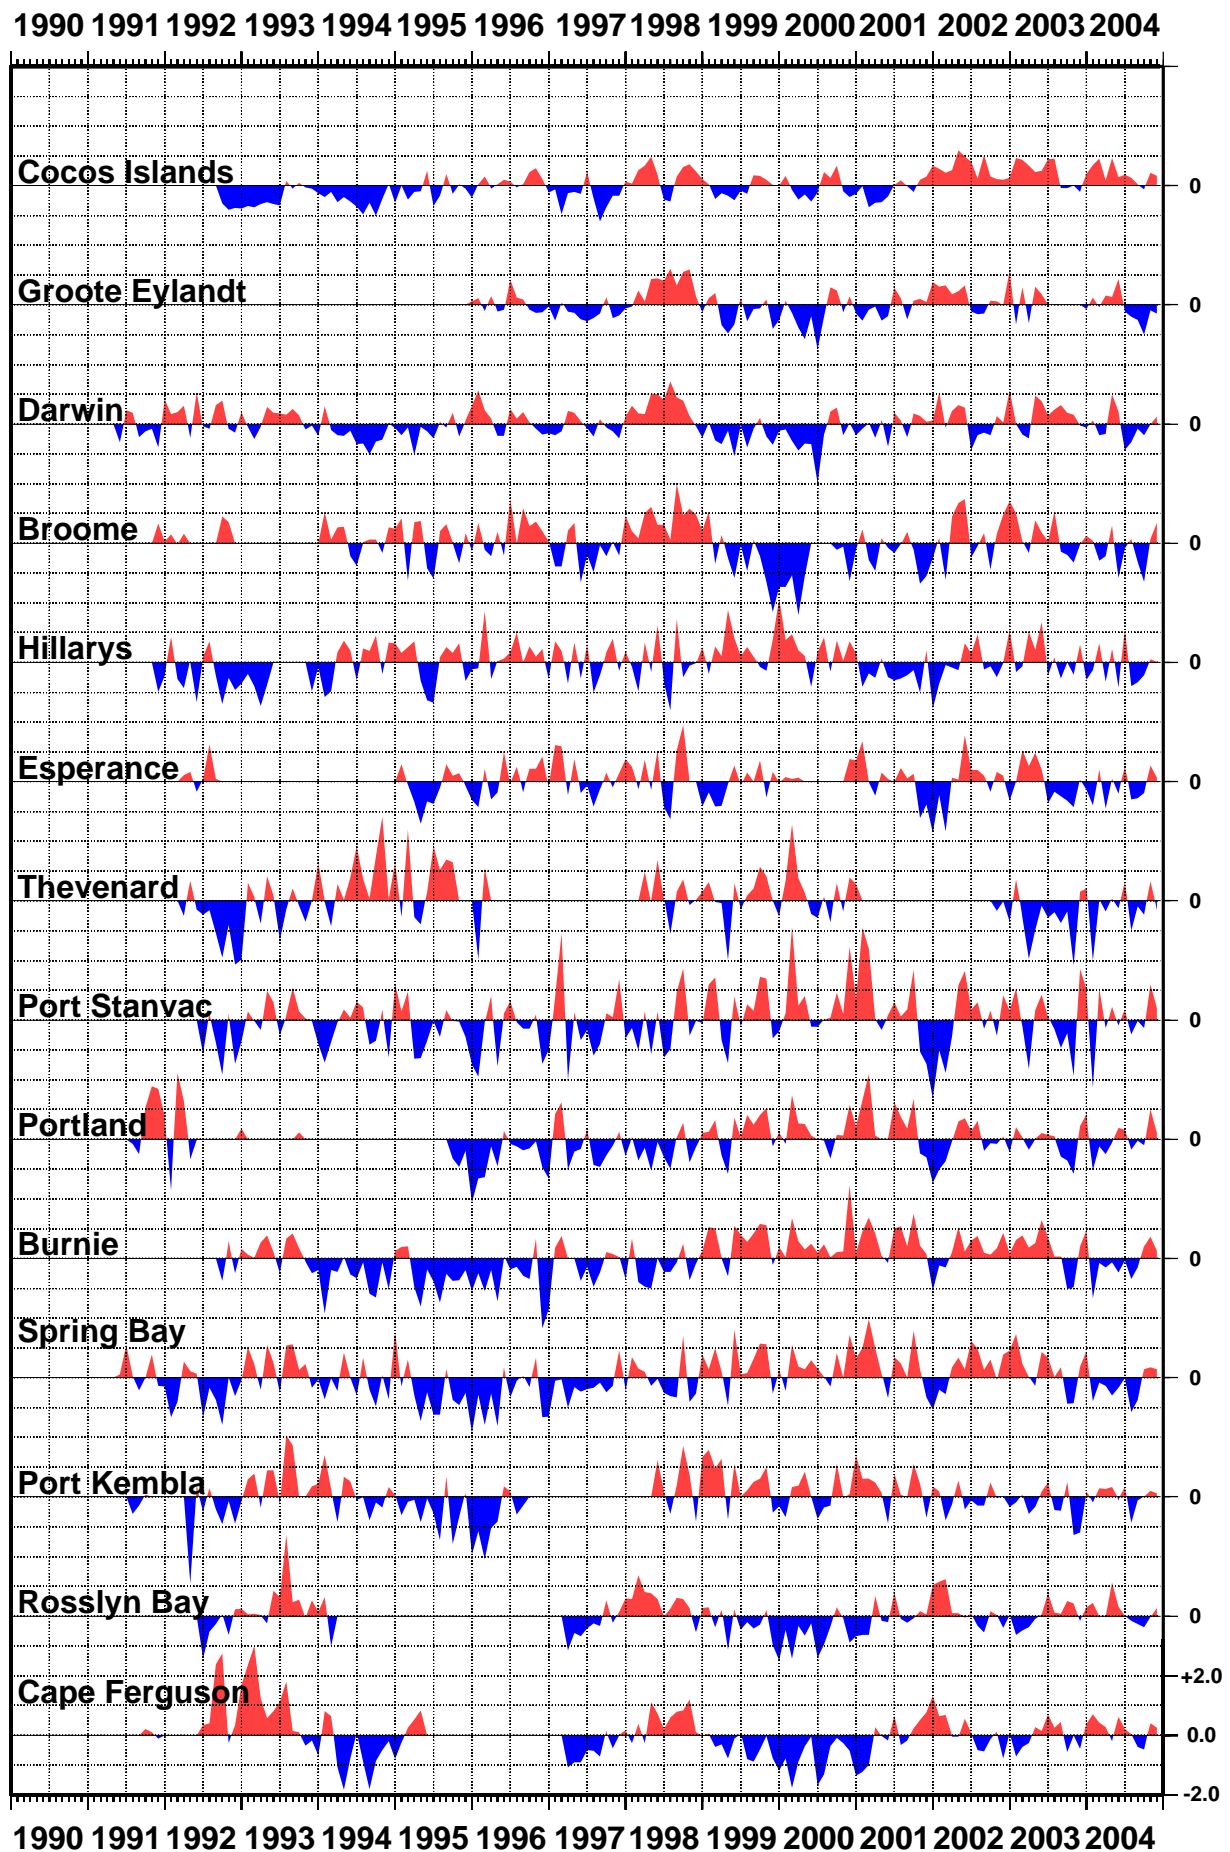 1990 1991 1992 1993 1994 1995 1996 1997 1998 1999 2000 2001 2002 2003 2004
Cocos Islands 0
Groote Eylandt 0
Darwin 0
Broome 0
Hillarys 0
Esperance 0
Thevenard 0
Port Stanvac 0
Portland 0
Burnie 0
Spring Bay 0
Port Kembla 0
Rosslyn Bay 0
+2.0
Cape Ferguson
0.0
-2.0
1990 1991 1992 1993 1994 1995 1996 1997 1998 1999 2000 2001 2002 2003 2004